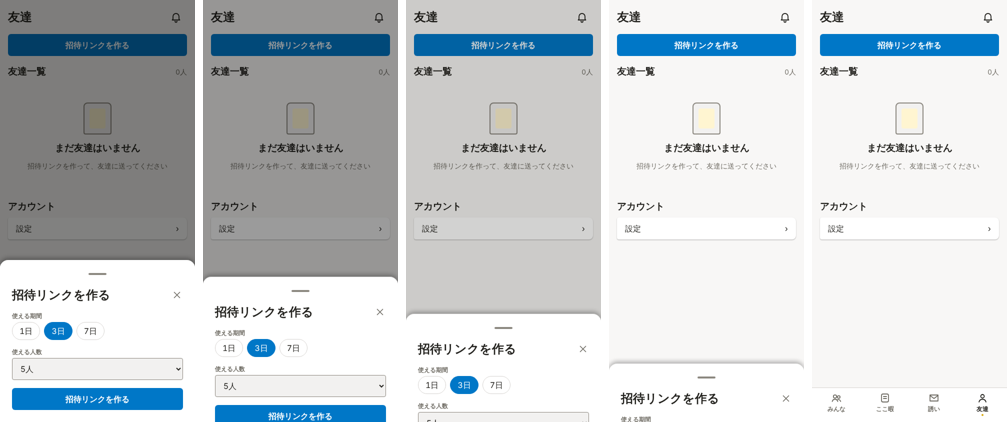 友達
招待リンクを作る
友達一覧
0人
まだ友達はいません
招待リンクを作って、友達に送ってください
アカウント
設定
招待リンクを作る
使える期間
1日
3日
7日
使える人数
5人
招待リンクを作る
友達
招待リンクを作る
友達一覧
0人
まだ友達はいません
招待リンクを作って、友達に送ってください
アカウント
設定
招待リンクを作る
使える期間
1日
3日
7日
使える人数
5人
招待リンクを作る
友達
招待リンクを作る
友達一覧
0人
まだ友達はいません
招待リンクを作って、友達に送ってください
アカウント
設定
招待リンクを作る
使える期間
1日
3日
7日
使える人数
友達
招待リンクを作る
友達一覧
0人
まだ友達はいません
招待リンクを作って、友達に送ってください
アカウント
設定
招待リンクを作る
使える期間
友達
招待リンクを作る
友達一覧
0人
まだ友達はいません
招待リンクを作って、友達に送ってください
アカウント
設定
みんな
ここ暇
誘い
友達